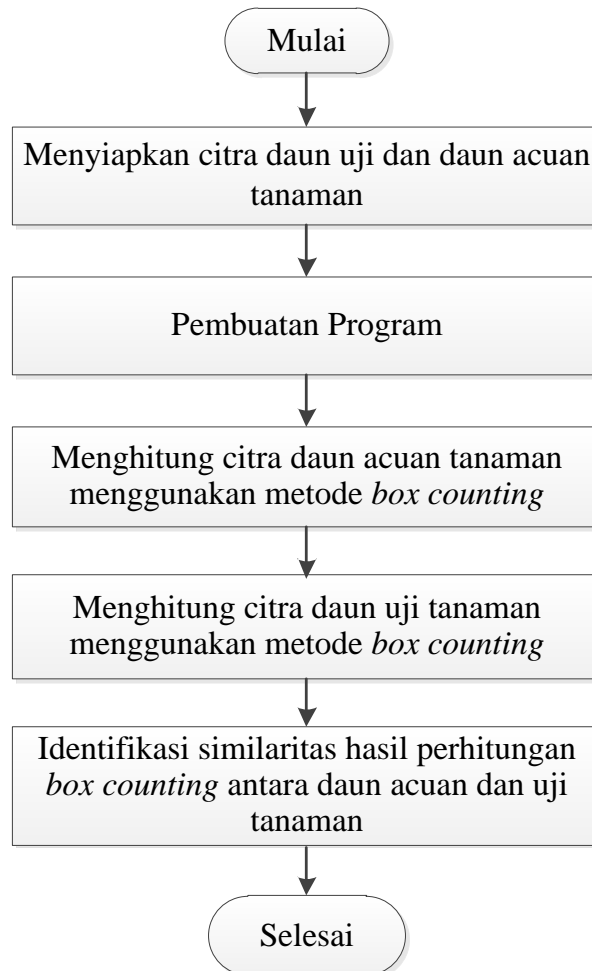 Mulai
Menyiapkan citra daun uji dan daun acuan
tanaman
Pembuatan Program
Menghitung citra daun acuan tanaman
menggunakan metode box counting
Menghitung citra daun uji tanaman
menggunakan metode box counting
Identifikasi similaritas hasil perhitungan
box counting antara daun acuan dan uji
tanaman
Selesai